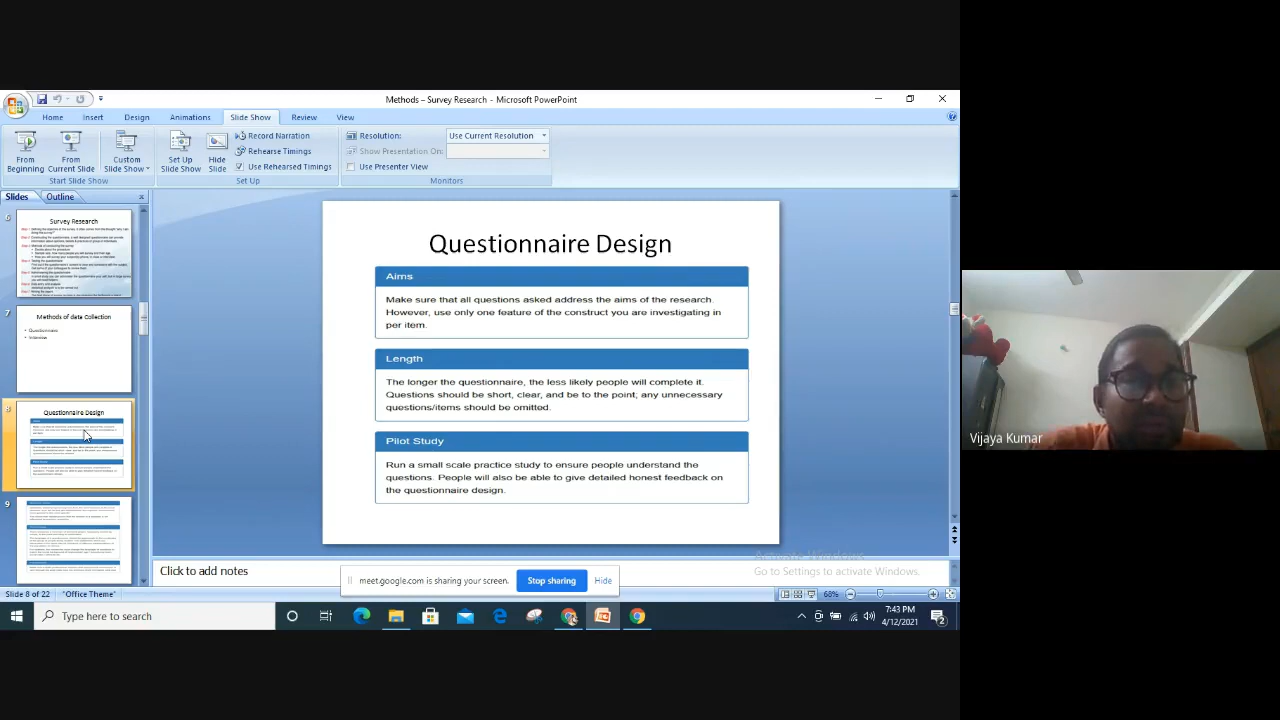 Methods – Survey Research - Microsoft PowerPoint
Home Insert Design Animations Slide Show Review View
From Beginning
From Current Slide
Custom Slide Show
Start Slide Show
Set Up Slide Show
Hide Slide
Record Narration
Rehearse Timings
Use Rehearsed Timings
Set Up
Resolution: Use Current Resolution
Show Presentation On:
Use Presenter View
Monitors
Slides Outline
6
Survey Research
7
Methods of data Collection
Questionnaire
Interview
8
Questionnaire Design
9
Questionnaire Design
Aims
Make sure that all questions asked address the aims of the research.
However, use only one feature of the construct you are investigating in
per item.
Length
The longer the questionnaire, the less likely people will complete it.
Questions should be short, clear, and be to the point; any unnecessary
questions/items should be omitted.
Pilot Study
Run a small scale practice study to ensure people understand the
questions. People will also be able to give detailed honest feedback on
the questionnaire design.
Vijaya Kumar
Activate Windows
Go to Settings to activate Windows.
Click to add notes
meet.google.com is sharing your screen. Stop sharing Hide
Slide 8 of 22 "Office Theme" 68%
Type here to search
7:43 PM
4/12/2021
2